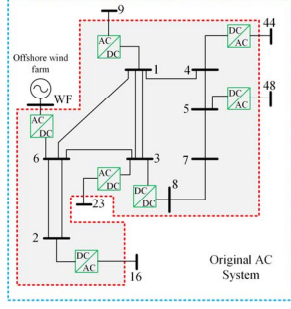 9
44
AC
DC
DC
AC
Offshore wind
farm
1
4
48
WF
DC
AC
5
AC
DC
6
3
7
AC
DC
DC
AC
8
23
2
DC
AC
16
Original AC
System